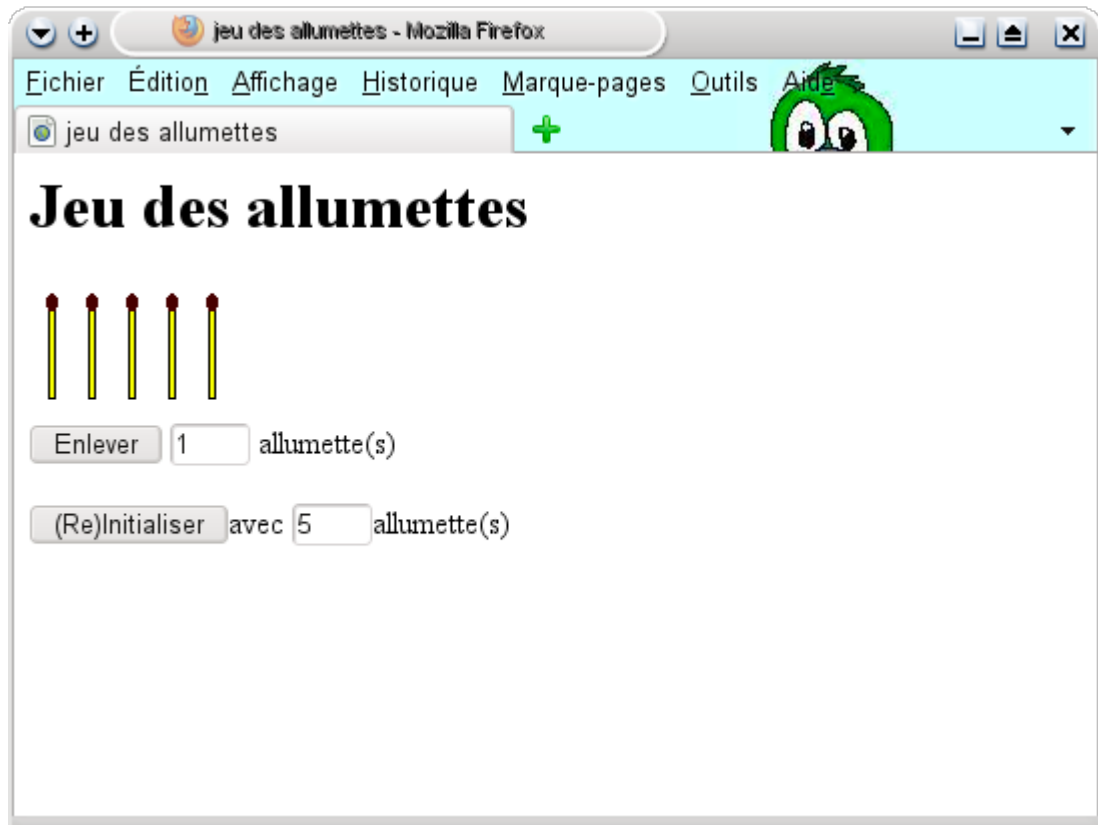 jeu des allumettes - Mozilla Firefox
Fichier Édition Affichage Historique Marque-pages Outils Aide
jeu des allumettes
Jeu des allumettes
Enlever 1 allumette(s)
(Re)Initialiser avec 5 allumette(s)